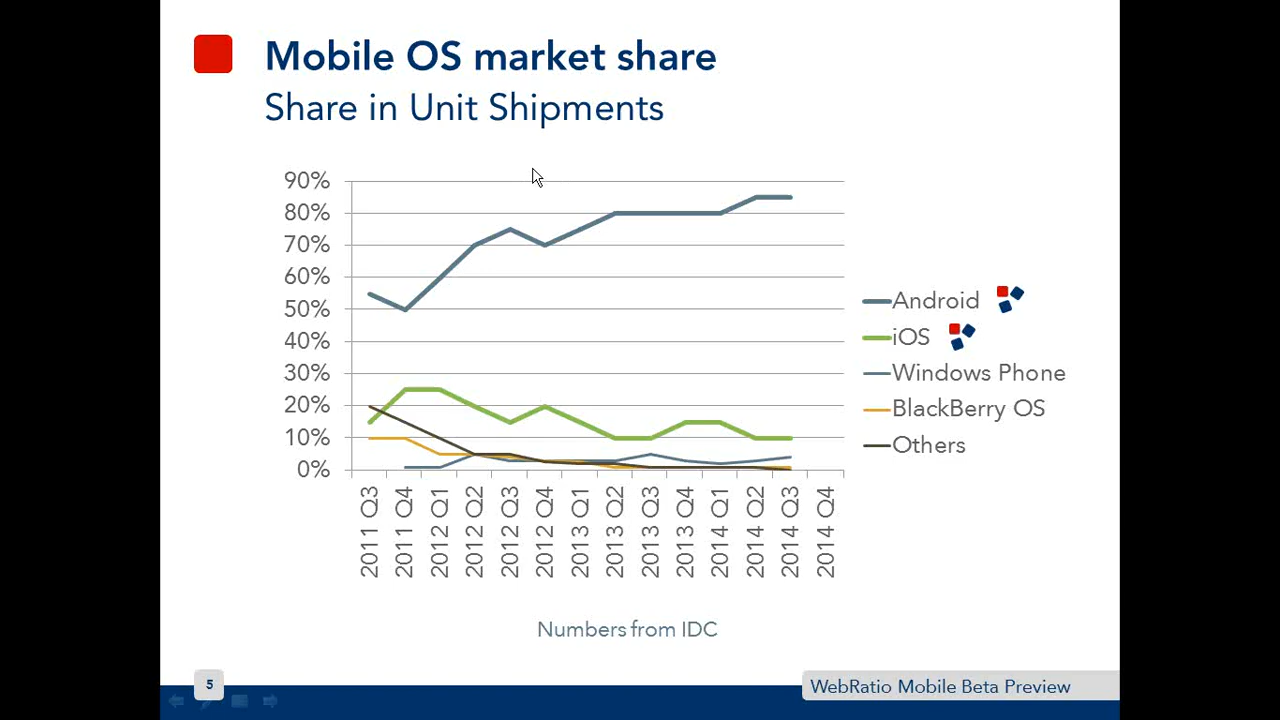 Mobile OS market share
Share in Unit Shipments
90%
80%
70%
60%
50%
40%
30%
20%
10%
0%
2011 Q3
2011 Q4
2012 Q1
2012 Q2
2012 Q3
2012 Q4
2013 Q1
2013 Q2
2013 Q3
2013 Q4
2014 Q1
2014 Q2
2014 Q3
2014 Q4
Android
iOS
Windows Phone
BlackBerry OS
Others
Numbers from IDC
5
WebRatio Mobile Beta Preview